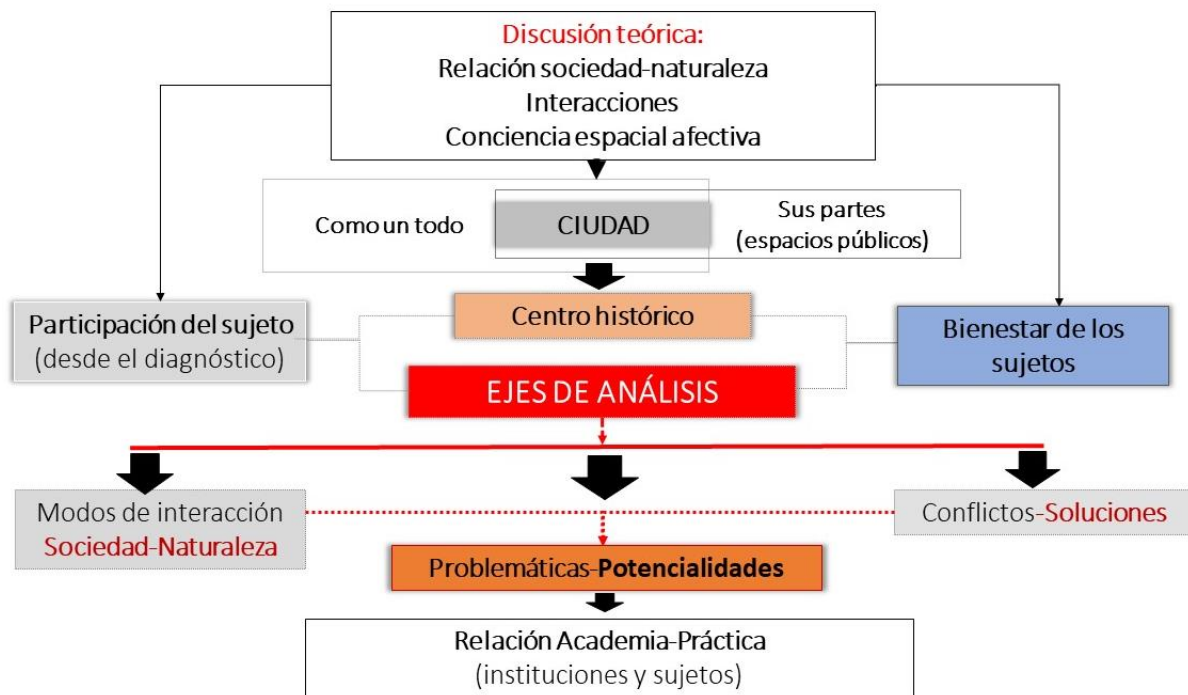 Discusión teórica:
Relación sociedad-naturaleza
Interacciones
Conciencia espacial afectiva
Como un todo
CIUDAD
Sus partes
(espacios públicos)
Participación del sujeto
(desde el diagnóstico)
Centro histórico
Bienestar de los
sujetos
EJES DE ANÁLISIS
Modos de interacción
Sociedad-Naturaleza
Conflictos-Soluciones
Problemáticas-Potencialidades
Relación Academia-Práctica
(instituciones y sujetos)